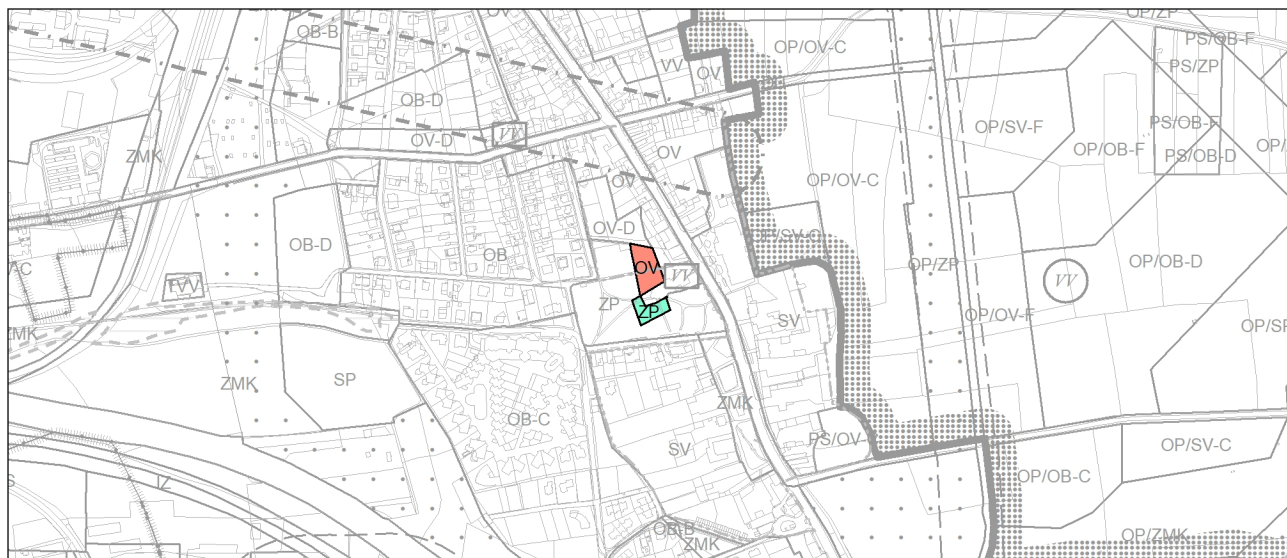 OV
OP/ZP
OB-B
OP/OV-C
PS/OB-F
VV
OV
PS/ZP
OB-D
OP/SV-F
PS/OB-F
VV
OV-D
OP/OB-F
ZMK
OV
PS/OB-D
OV
OP/OV-C
OV-D
OP/SV-C
OB-D
OB
OV
VV
OP/ZP
OP/OB-D
VV
ZP
ZP
OP/OV-F
SV
ZMK
SP
ZMK
ZMK
OB-C
SV
PS/OV-
OP/SV-C
OP/OB-C
IZ
OB-B
ZMK
OP/ZMK